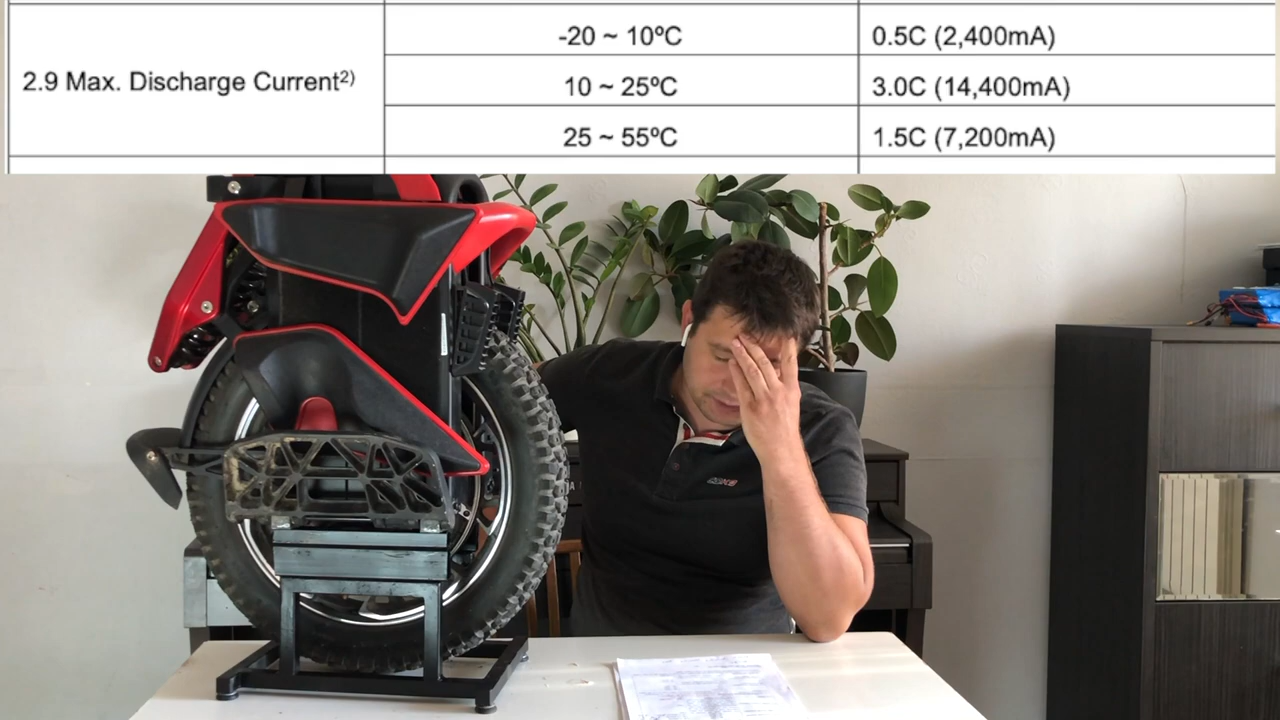 -20 ~ 10ºC 0.5C (2,400mA)
2.9 Max. Discharge Current2) 10 ~ 25ºC 3.0C (14,400mA)
25 ~ 55ºC 1.5C (7,200mA)